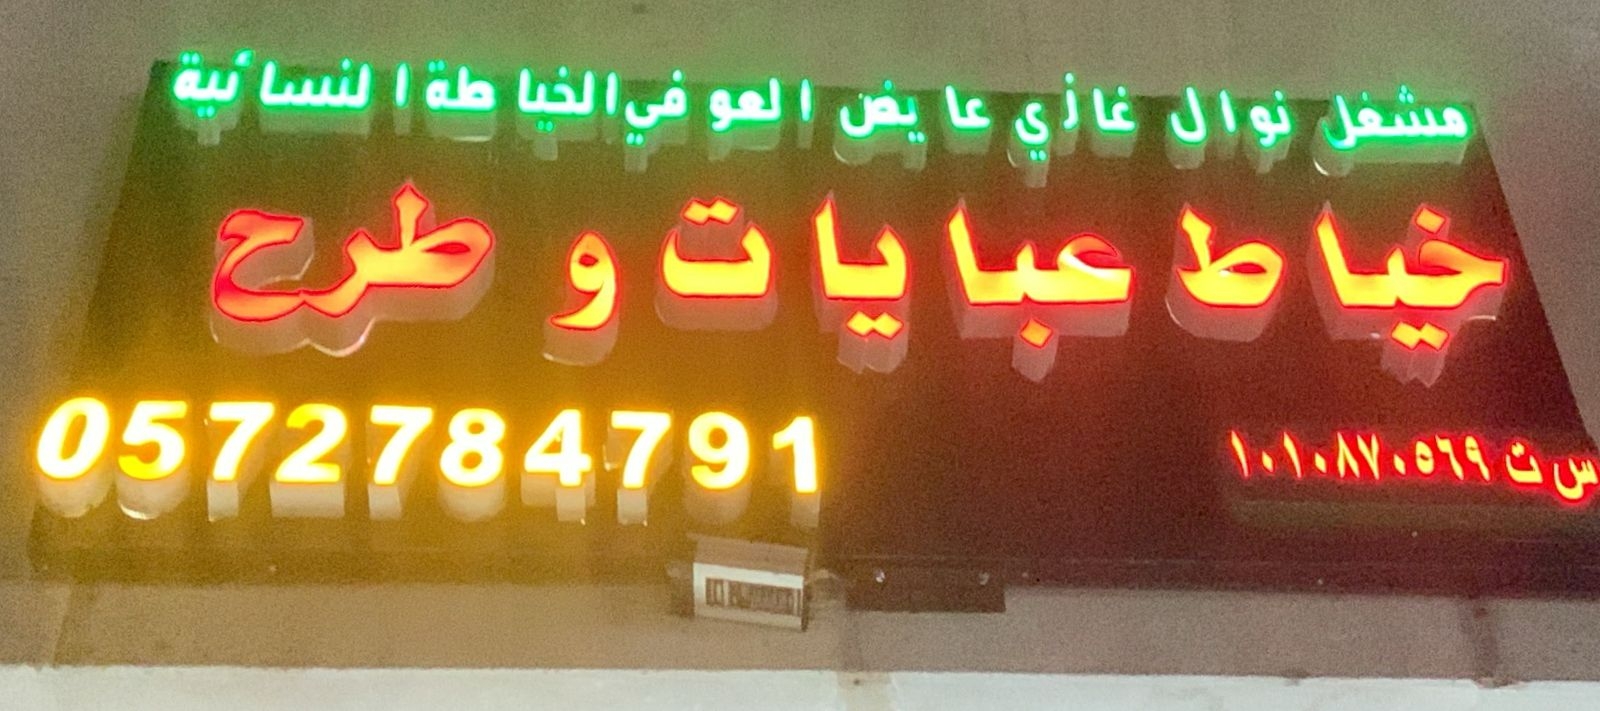 مشغل نوال غازي عايض العوفي الخياطة النسائية
خياط عبايات و طرح
0572784791
س ت ١٠١٠٨٧٠٥٦٩